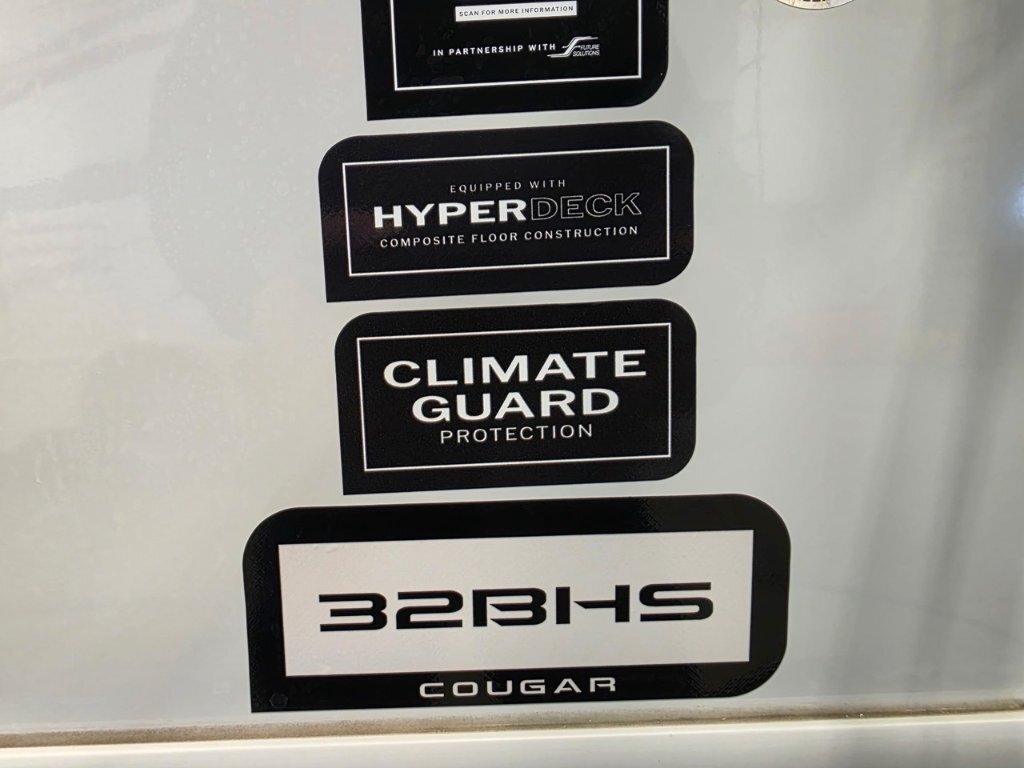 SCAN FOR MORE INFORMATION
IN PARTNERSHIP WITH FUTURE SOLUTIONS
EQUIPPED WITH
HYPERDECK
COMPOSITE FLOOR CONSTRUCTION
CLIMATE
GUARD
PROTECTION
32BHS
COUGAR